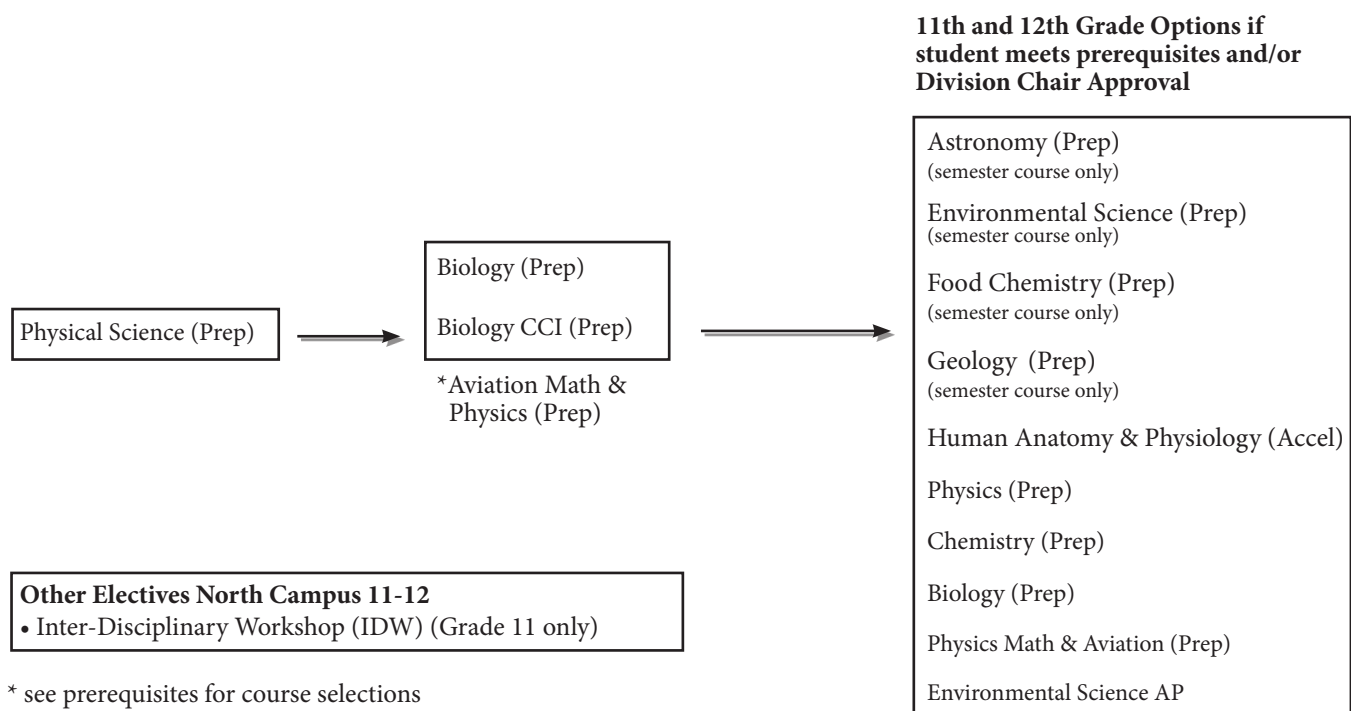 11th and 12th Grade Options if
student meets prerequisites and/or
Division Chair Approval
Physical Science (Prep)
Biology (Prep)
Biology CCI (Prep)
*Aviation Math &
Physics (Prep)
Astronomy (Prep)
(semester course only)
Environmental Science (Prep)
(semester course only)
Food Chemistry (Prep)
(semester course only)
Geology (Prep)
(semester course only)
Human Anatomy & Physiology (Accel)
Physics (Prep)
Chemistry (Prep)
Biology (Prep)
Physics Math & Aviation (Prep)
Environmental Science AP
Other Electives North Campus 11-12
• Inter-Disciplinary Workshop (IDW) (Grade 11 only)
* see prerequisites for course selections